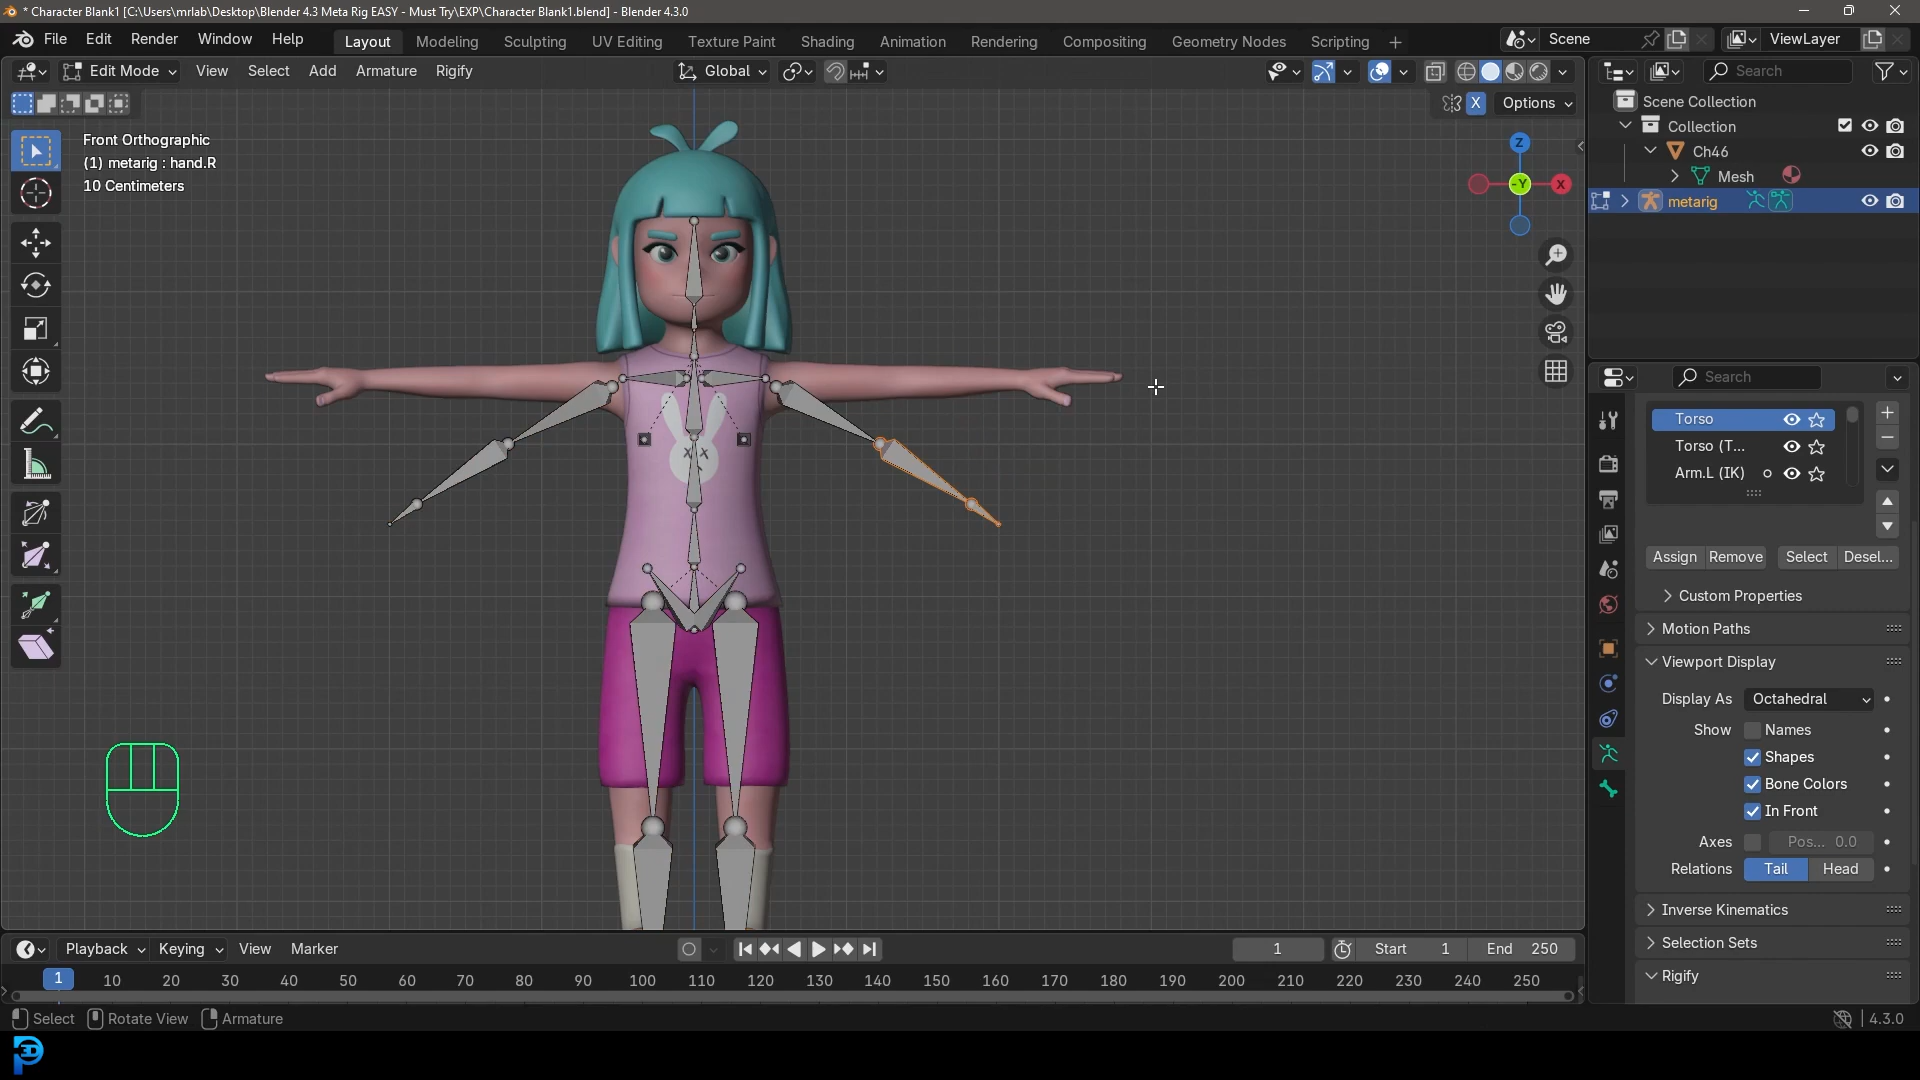 * Character Blank1 [C:\Users\mrlab\Desktop\Blender 4.3 Meta Rig EASY - Must Try\EXP\Character Blank1.blend] - Blender 4.3.0
File Edit Render Window Help Layout Modeling Sculpting UV Editing Texture Paint Shading Animation Rendering Compositing Geometry Nodes Scripting + Scene ViewLayer
Edit Mode View Select Add Armature Rigify Global Search
X Options
Scene Collection
Collection
Ch46
Mesh
metarig
Front Orthographic
(1) metarig : hand.R
10 Centimeters
Z
-Y
X
Search
Torso
Torso (T...
Arm.L (IK)
Assign Remove Select Desel...
Custom Properties
Motion Paths
Viewport Display
Display As Octahedral
Show Names
Shapes
Bone Colors
In Front
Axes Pos... 0.0
Relations Tail Head
Inverse Kinematics
Selection Sets
Rigify
Playback Keying View Marker 1 Start 1 End 250
1 10 20 30 40 50 60 70 80 90 100 110 120 130 140 150 160 170 180 190 200 210 220 230 240 250
Select Rotate View Armature 4.3.0
3D